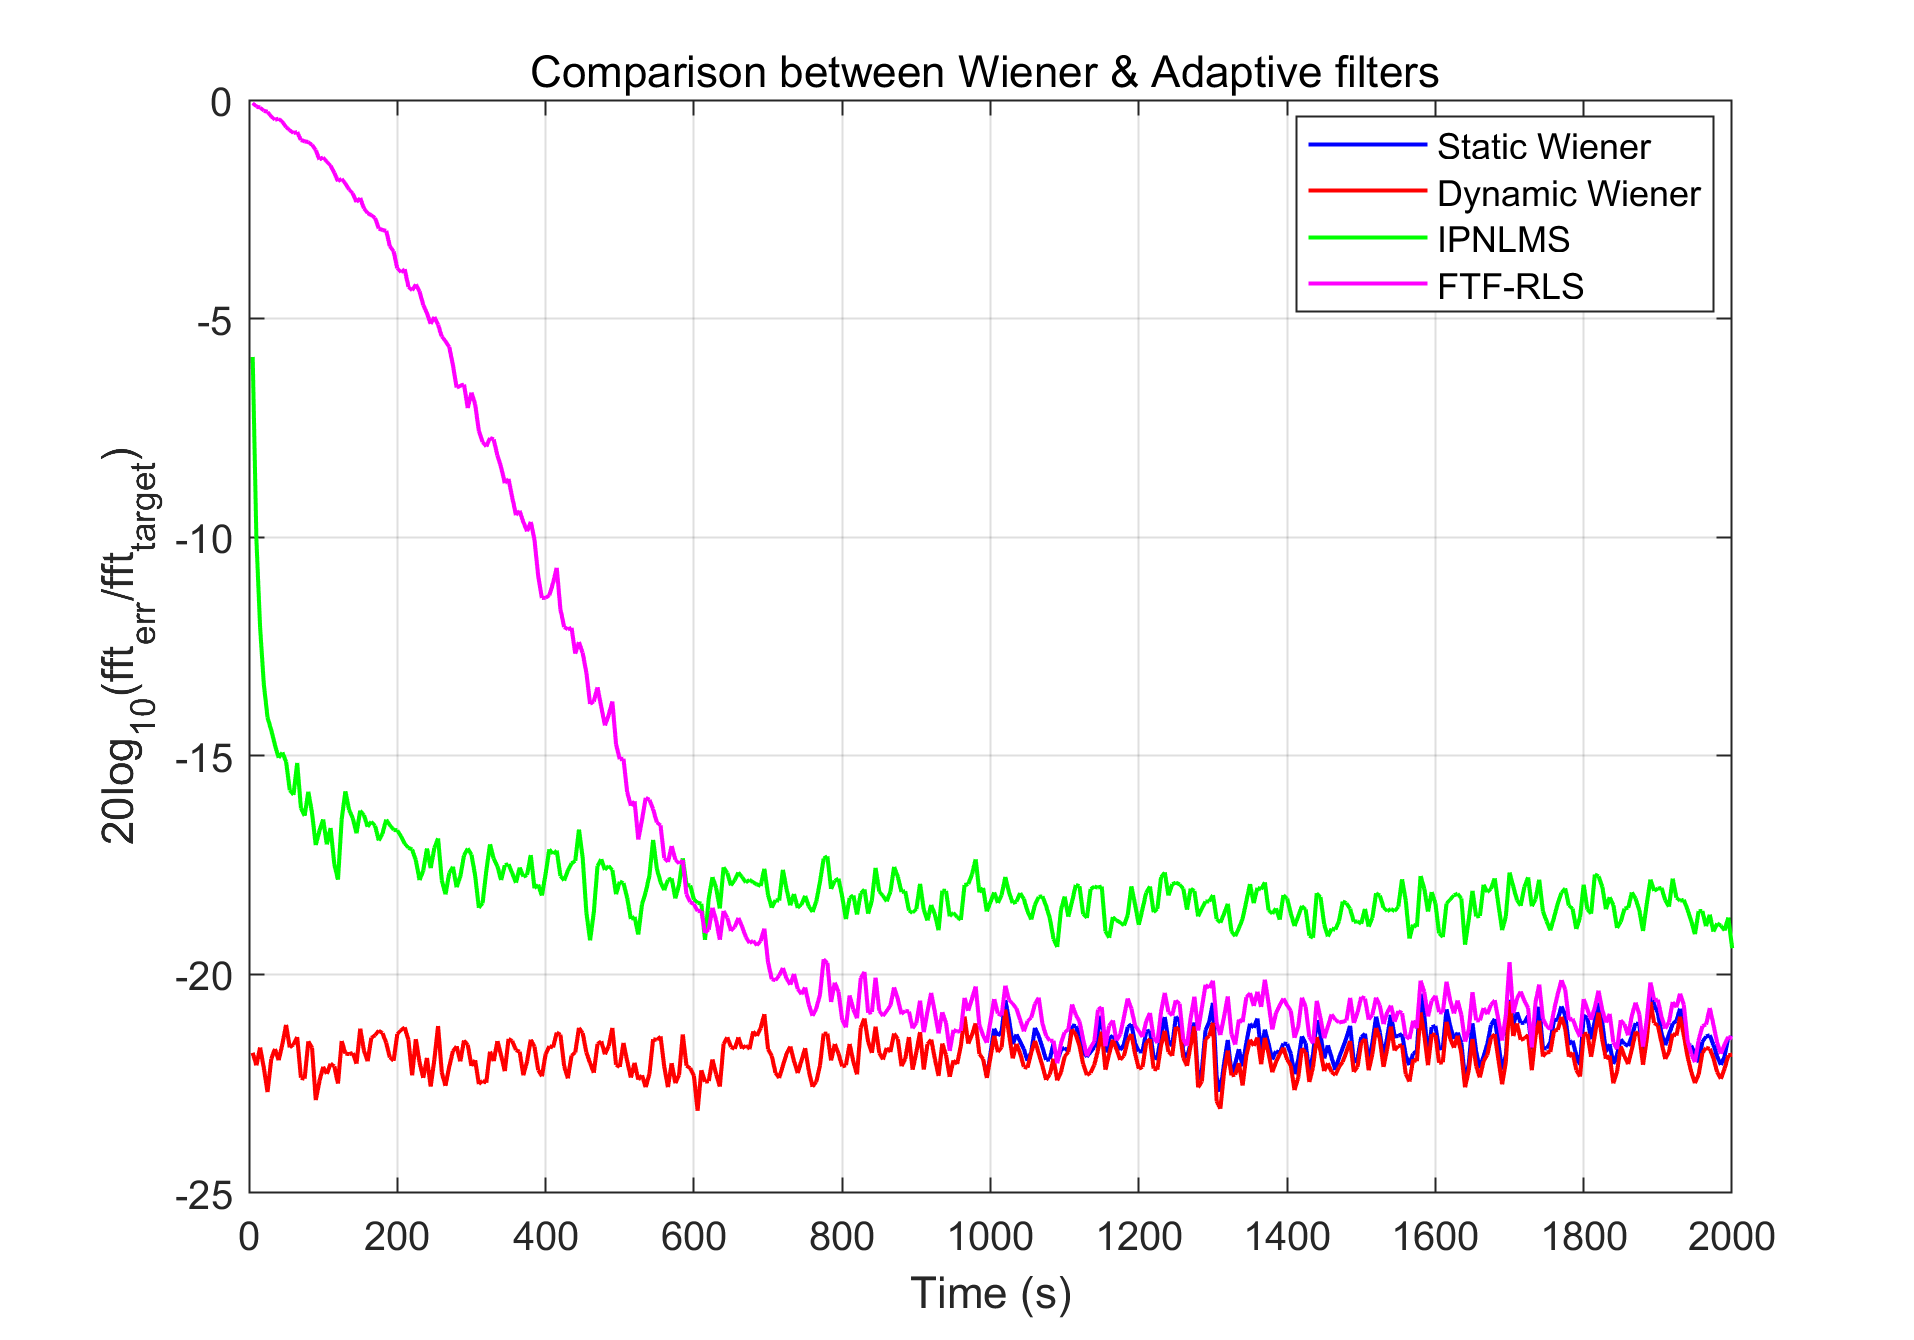 Comparison between Wiener & Adaptive filters
0
-5
-10
-15
-20
-25
20log10(ffterr/ffttarget)
Static Wiener
Dynamic Wiener
IPNLMS
FTF-RLS
0 200 400 600 800 1000 1200 1400 1600 1800 2000
Time (s)